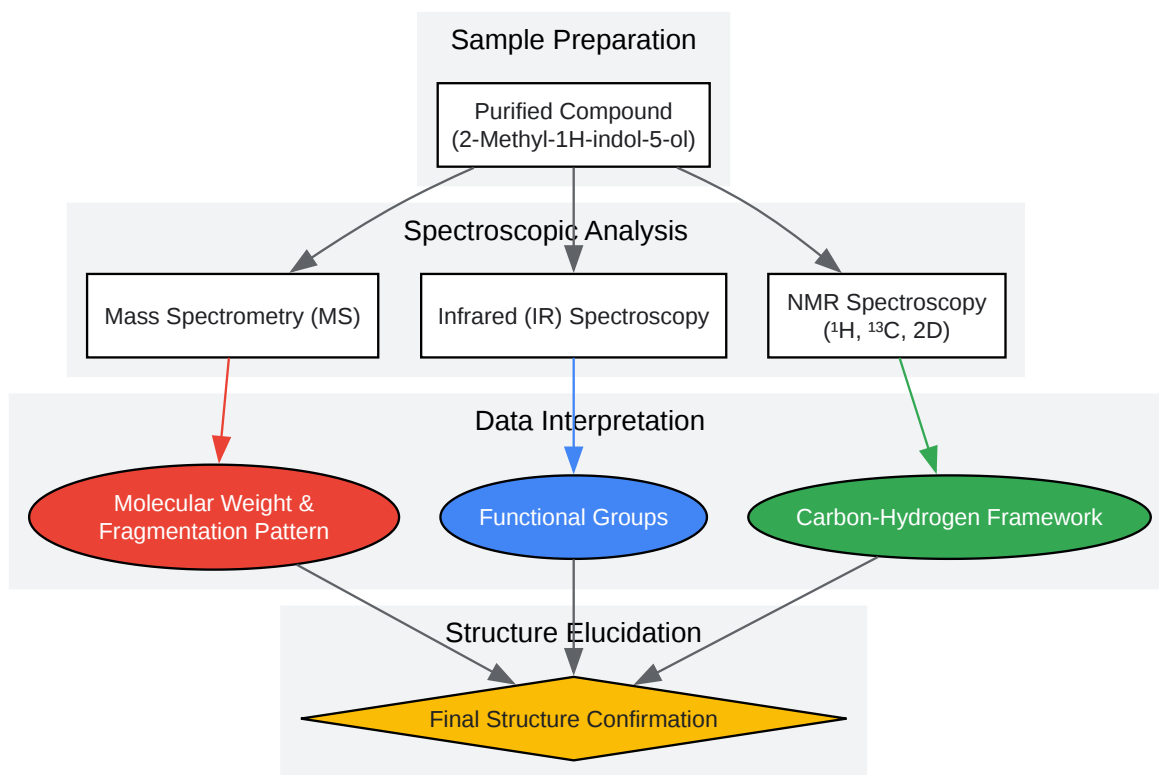 Sample Preparation
Purified Compound
(2-Methyl-1H-indol-5-ol)
Spectroscopic Analysis
Mass Spectrometry (MS)
Infrared (IR) Spectroscopy
NMR Spectroscopy
(¹H, ¹³C, 2D)
Data Interpretation
Molecular Weight &
Fragmentation Pattern
Functional Groups
Carbon-Hydrogen Framework
Structure Elucidation
Final Structure Confirmation